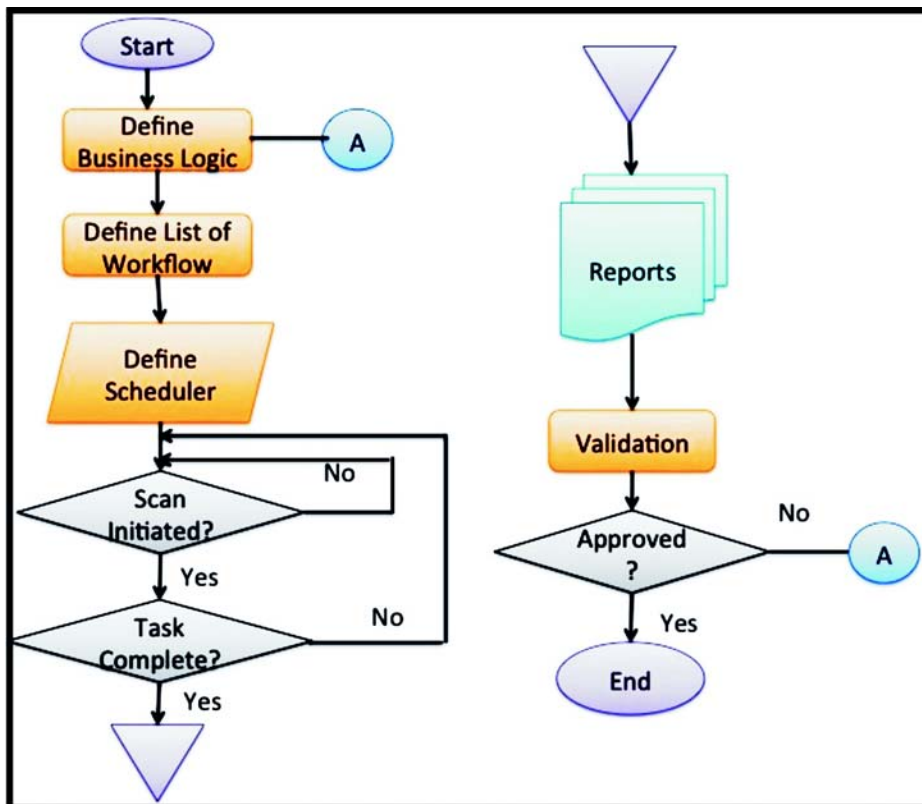 Start
Define
Business Logic
A
Define List of
Workflow
Define
Scheduler
No
Scan
Initiated?
Yes
No
Task
Complete?
Yes
Reports
Validation
No
Approved
?
A
Yes
End